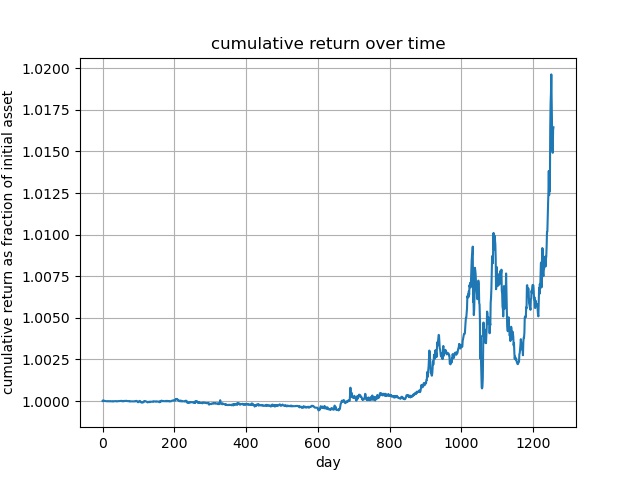 cumulative return over time
cumulative return as fraction of initial asset
1.0200
1.0175
1.0150
1.0125
1.0100
1.0075
1.0050
1.0025
1.0000
0 200 400 600 800 1000 1200
day